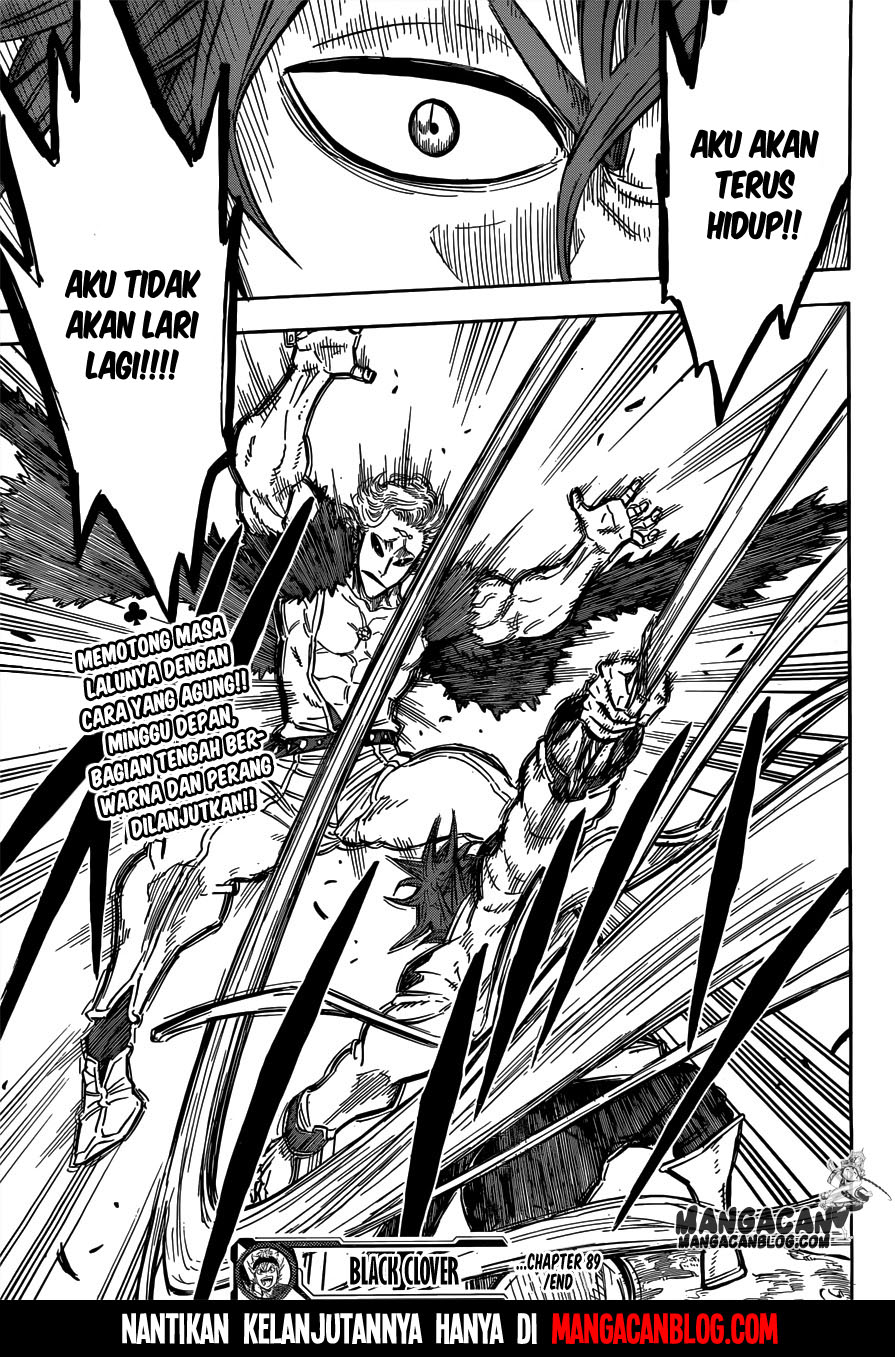 AKU AKAN
TERUS
HIDUP!!
AKU TIDAK
AKAN LARI
LAGI!!!!
MEMOTONG MASA
LALUNYA DENGAN
CARA YANG AGUNG!!
MINGGU DEPAN,
BAGIAN TENGAH BER-
WARNA DAN PERANG
DILANJUTKAN!!
MANGACAN
MANGACANBLOG.COM
BLACK CLOVER
...CHAPTER 89
/END
NANTIKAN KELANJUTANNYA HANYA DI MANGACANBLOG.COM